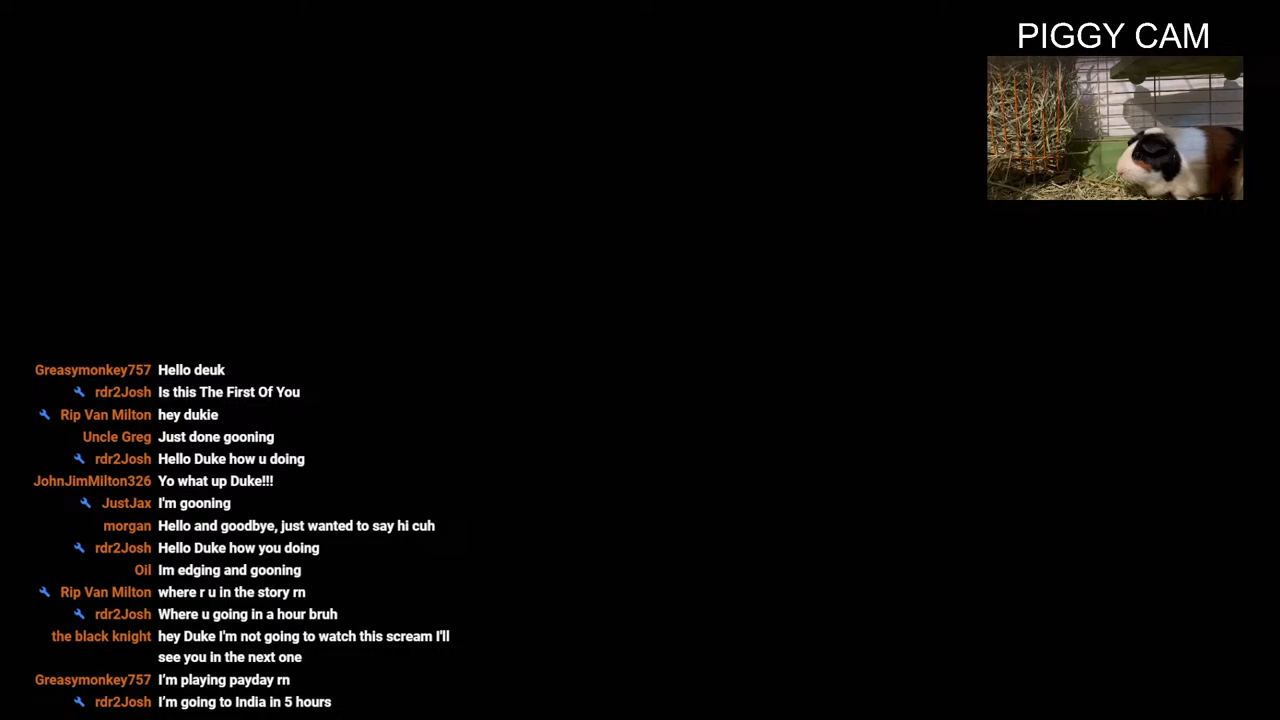 PIGGY CAM
Greasymonkey757 Hello deuk
rdr2Josh Is this The First Of You
Rip Van Milton hey dukie
Uncle Greg Just done gooning
rdr2Josh Hello Duke how u doing
JohnJimMilton326 Yo what up Duke!!!
JustJax I'm gooning
morgan Hello and goodbye, just wanted to say hi cuh
rdr2Josh Hello Duke how you doing
Oil Im edging and gooning
Rip Van Milton where r u in the story rn
rdr2Josh Where u going in a hour bruh
the black knight hey Duke I'm not going to watch this scream I'll
see you in the next one
Greasymonkey757 I’m playing payday rn
rdr2Josh I’m going to India in 5 hours